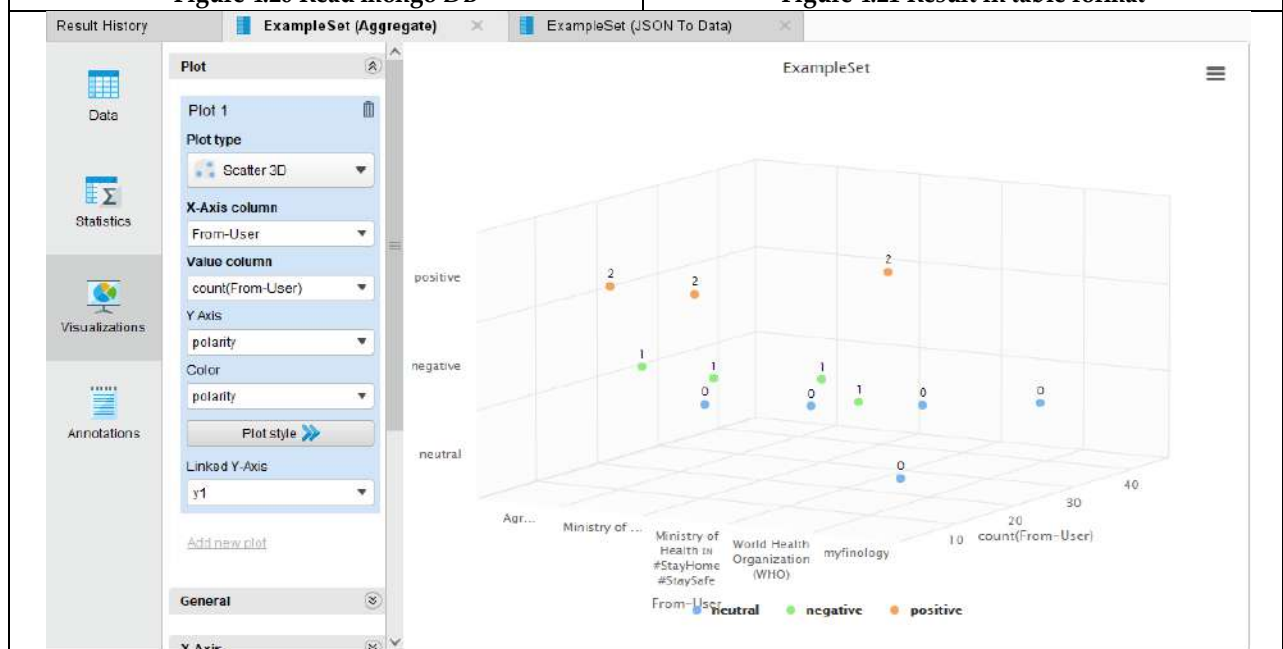 Figure 4.20 Read mongo DB
Figure 4.21 Result in table format
Result History
ExampleSet (Aggregate)
ExampleSet (JSON To Data)
Data
Statistics
Visualizations
Annotations
Plot
Plot 1
Plot type
Scatter 3D
X-Axis column
From-User
Value column
count(From-User)
Y Axis
polarity
Color
polarity
Plot style
Linked Y-Axis
y1
Add new plot
General
X-Axis
ExampleSet
positive
negative
neutral
2
2
2
1
1
1
1
0
0
0
0
0
Agr...
Ministry of ...
Ministry of
Health IN
#StayHome
#StaySafe
World Health
Organization
(WHO)
myfinology
From-User
10
20
30
40
count(From-User)
neutral
negative
positive